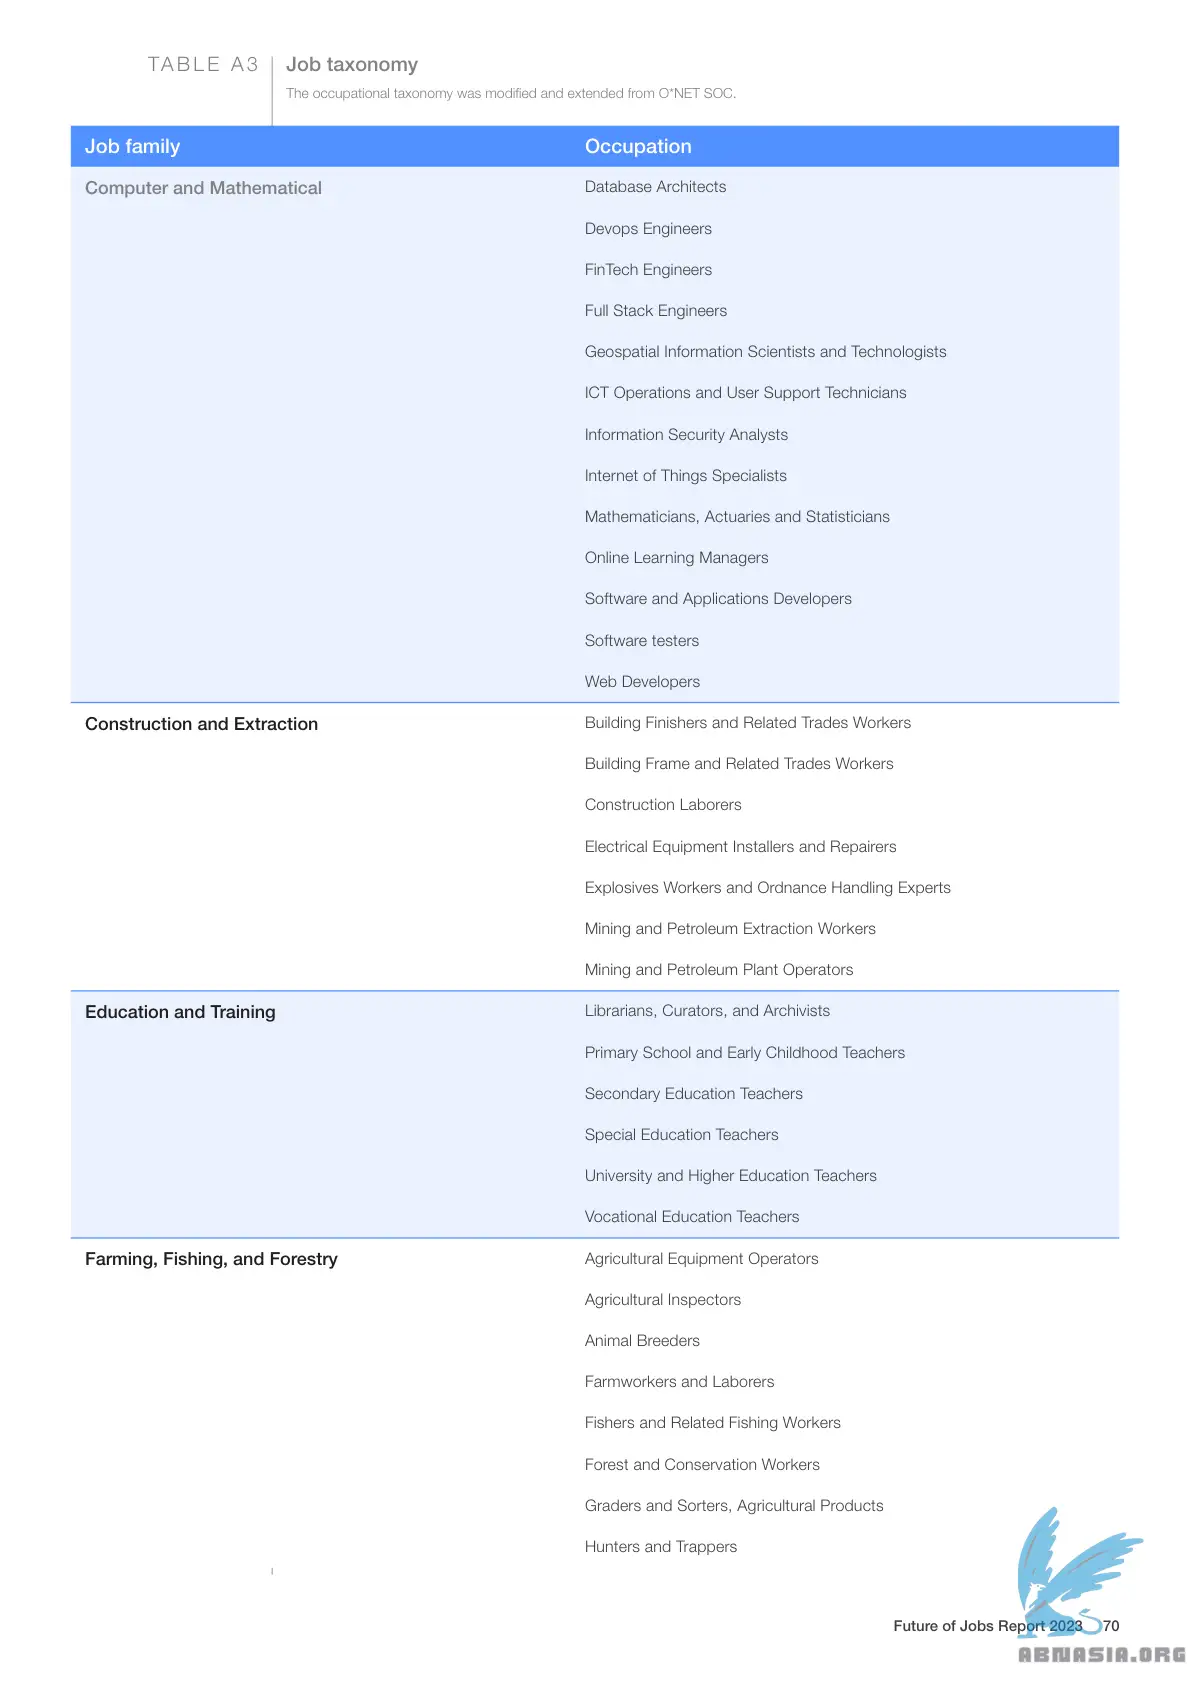 TABLE A3
Job taxonomy
The occupational taxonomy was modified and extended from O*NET SOC.
Job family
Occupation
Computer and Mathematical
Database Architects
Devops Engineers
FinTech Engineers
Full Stack Engineers
Geospatial Information Scientists and Technologists
ICT Operations and User Support Technicians
Information Security Analysts
Internet of Things Specialists
Mathematicians, Actuaries and Statisticians
Online Learning Managers
Software and Applications Developers
Software testers
Web Developers
Construction and Extraction
Building Finishers and Related Trades Workers
Building Frame and Related Trades Workers
Construction Laborers
Electrical Equipment Installers and Repairers
Explosives Workers and Ordnance Handling Experts
Mining and Petroleum Extraction Workers
Mining and Petroleum Plant Operators
Education and Training
Librarians, Curators, and Archivists
Primary School and Early Childhood Teachers
Secondary Education Teachers
Special Education Teachers
University and Higher Education Teachers
Vocational Education Teachers
Farming, Fishing, and Forestry
Agricultural Equipment Operators
Agricultural Inspectors
Animal Breeders
Farmworkers and Laborers
Fishers and Related Fishing Workers
Forest and Conservation Workers
Graders and Sorters, Agricultural Products
Hunters and Trappers
Future of Jobs Report 2023 70
ABNASIA.ORG